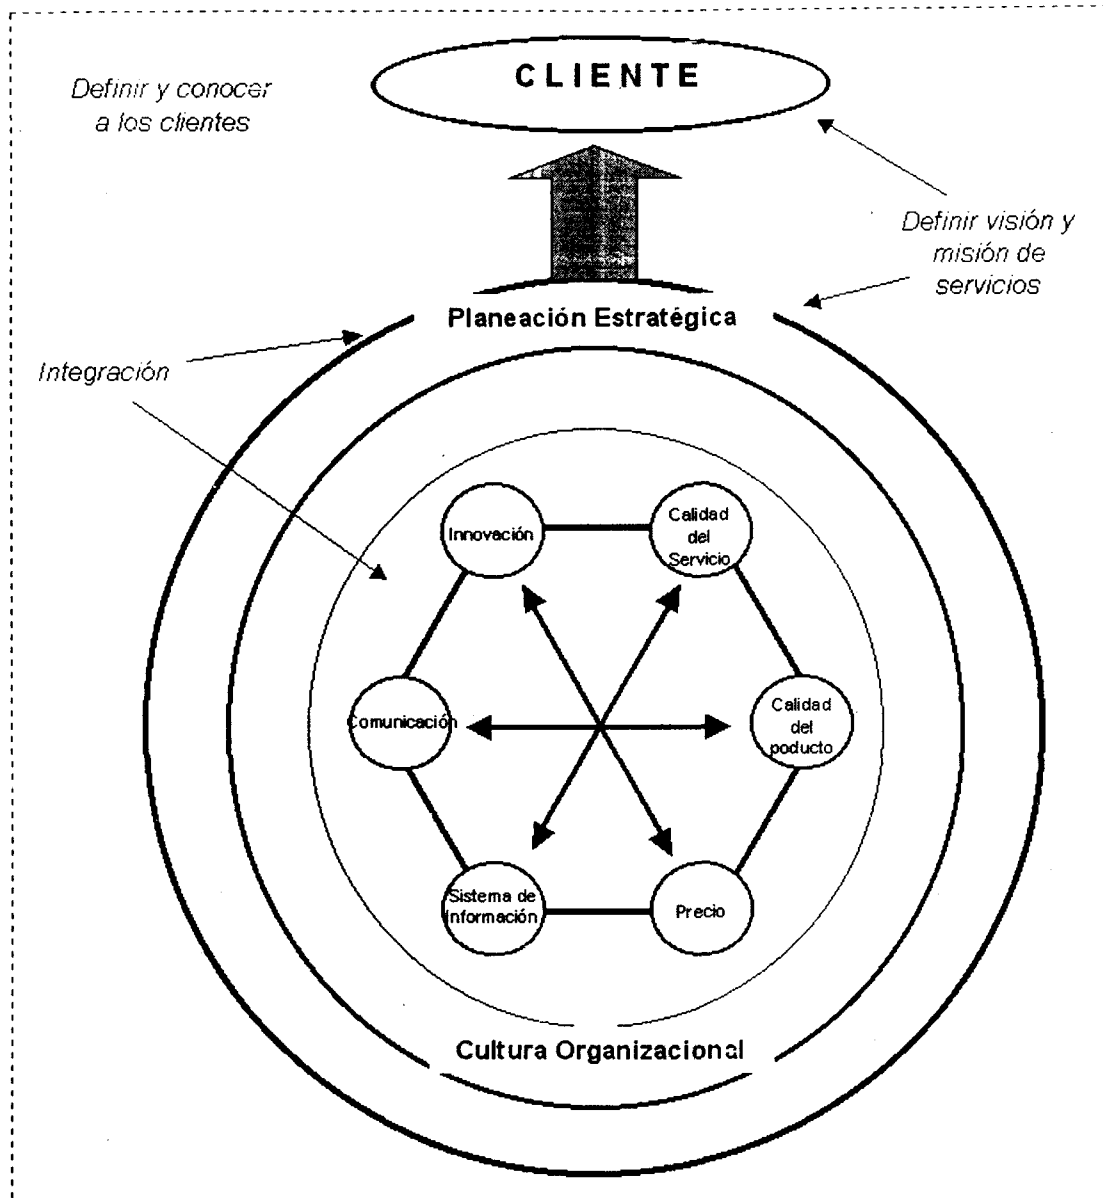 CLIENTE
Definir y conocer
a los clientes
Definir visión y
misión de
servicios
Planeación Estratégica
Integración
Innovación
Calidad
del
Servicio
Comunicación
Calidad
del
poducto
Sistema de
Información
Precio
Cultura Organizacional